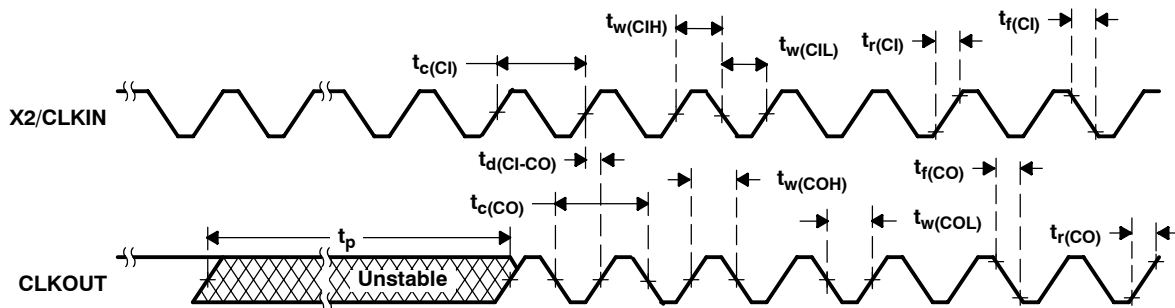 tw(CIH)
tf(CI)
tr(CI)
tw(CIL)
tc(CI)
X2/CLKIN
td(CI-CO)
tf(CO)
tw(COH)
tc(CO)
tw(COL)
tp
tr(CO)
Unstable
CLKOUT